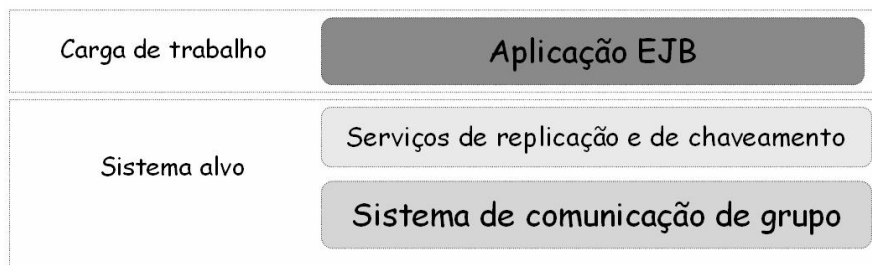 Carga de trabalho
Aplicação EJB
Serviços de replicação e de chaveamento
Sistema alvo
Sistema de comunicação de grupo